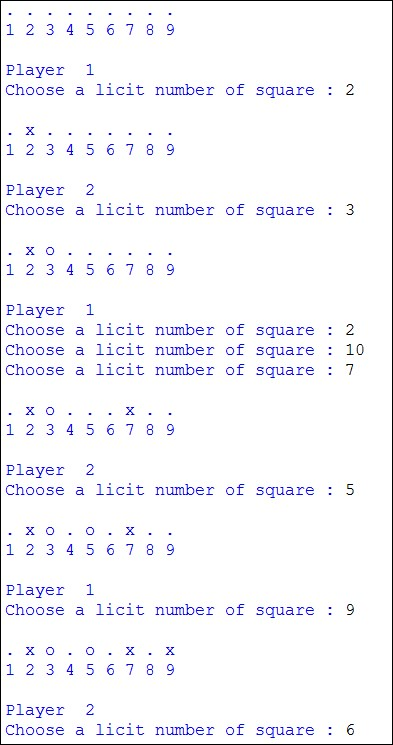 . . . . . . . . .
1 2 3 4 5 6 7 8 9
Player  1
Choose a licit number of square : 2
. x . . . . . . .
1 2 3 4 5 6 7 8 9
Player  2
Choose a licit number of square : 3
. x o . . . . . .
1 2 3 4 5 6 7 8 9
Player  1
Choose a licit number of square : 2
Choose a licit number of square : 10
Choose a licit number of square : 7
. x o . . . x . .
1 2 3 4 5 6 7 8 9
Player  2
Choose a licit number of square : 5
. x o . o . x . .
1 2 3 4 5 6 7 8 9
Player  1
Choose a licit number of square : 9
. x o . o . x . x
1 2 3 4 5 6 7 8 9
Player  2
Choose a licit number of square : 6